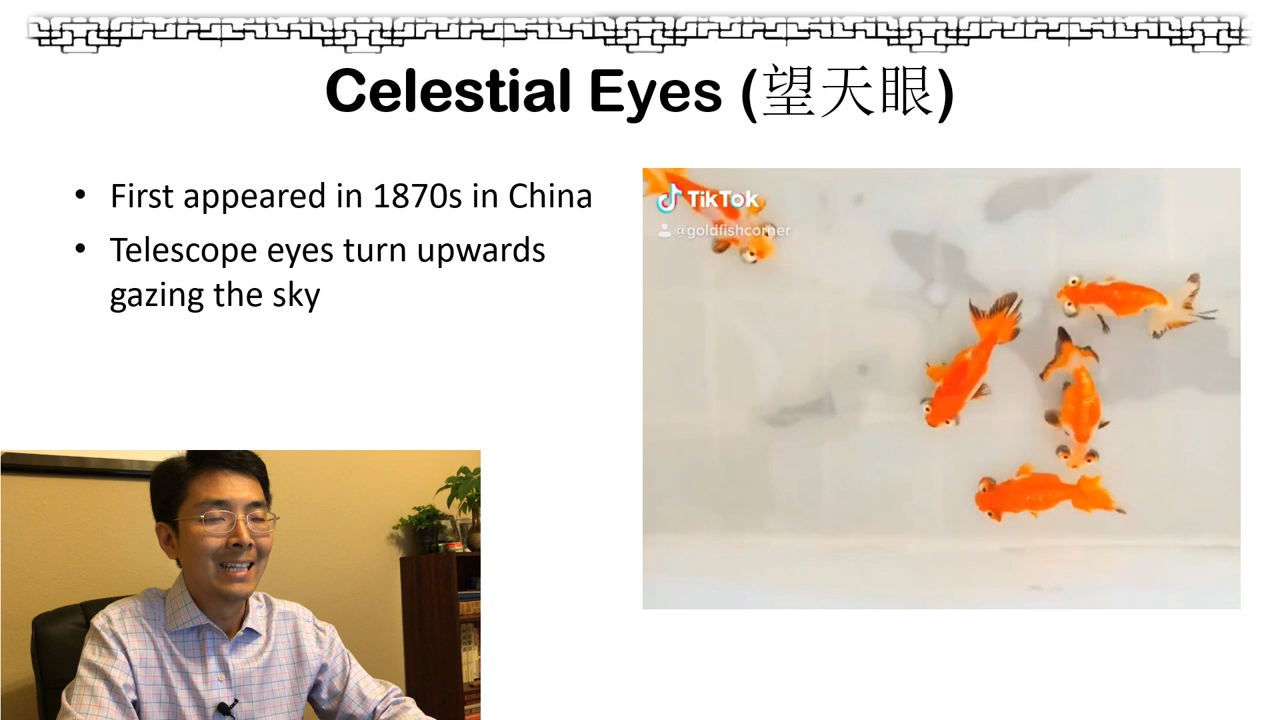 Celestial Eyes (望天眼)
• First appeared in 1870s in China
• Telescope eyes turn upwards
gazing the sky
TikTok
@goldfishcorner